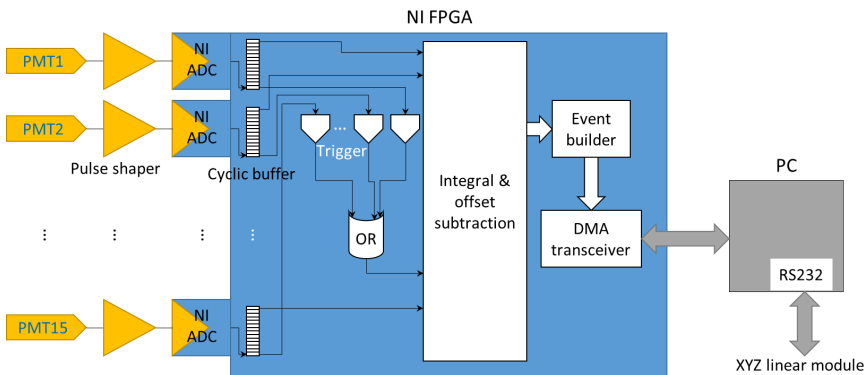 NI FPGA
PMT1
NI
ADC
PMT2
NI
ADC
Pulse shaper
Cyclic buffer
...
Trigger
OR
Integral &
offset
subtraction
Event
builder
DMA
transceiver
PC
RS232
XYZ linear module
PMT15
NI
ADC